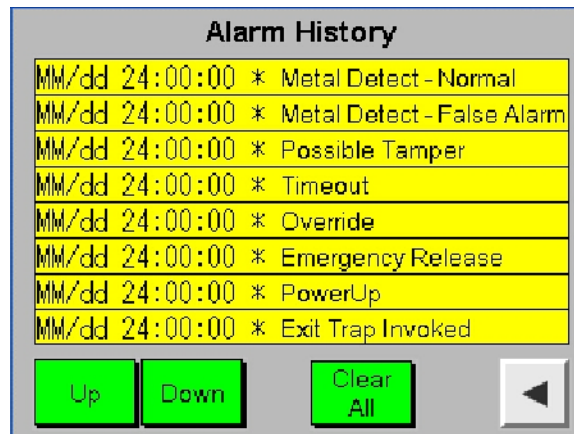 Alarm History
MM/dd 24:00:00 * Metal Detect - Normal
MM/dd 24:00:00 * Metal Detect - False Alarm
MM/dd 24:00:00 * Possible Tamper
MM/dd 24:00:00 * Timeout
MM/dd 24:00:00 * Override
MM/dd 24:00:00 * Emergency Release
MM/dd 24:00:00 * PowerUp
MM/dd 24:00:00 * Exit Trap Invoked
Up Down Clear
All